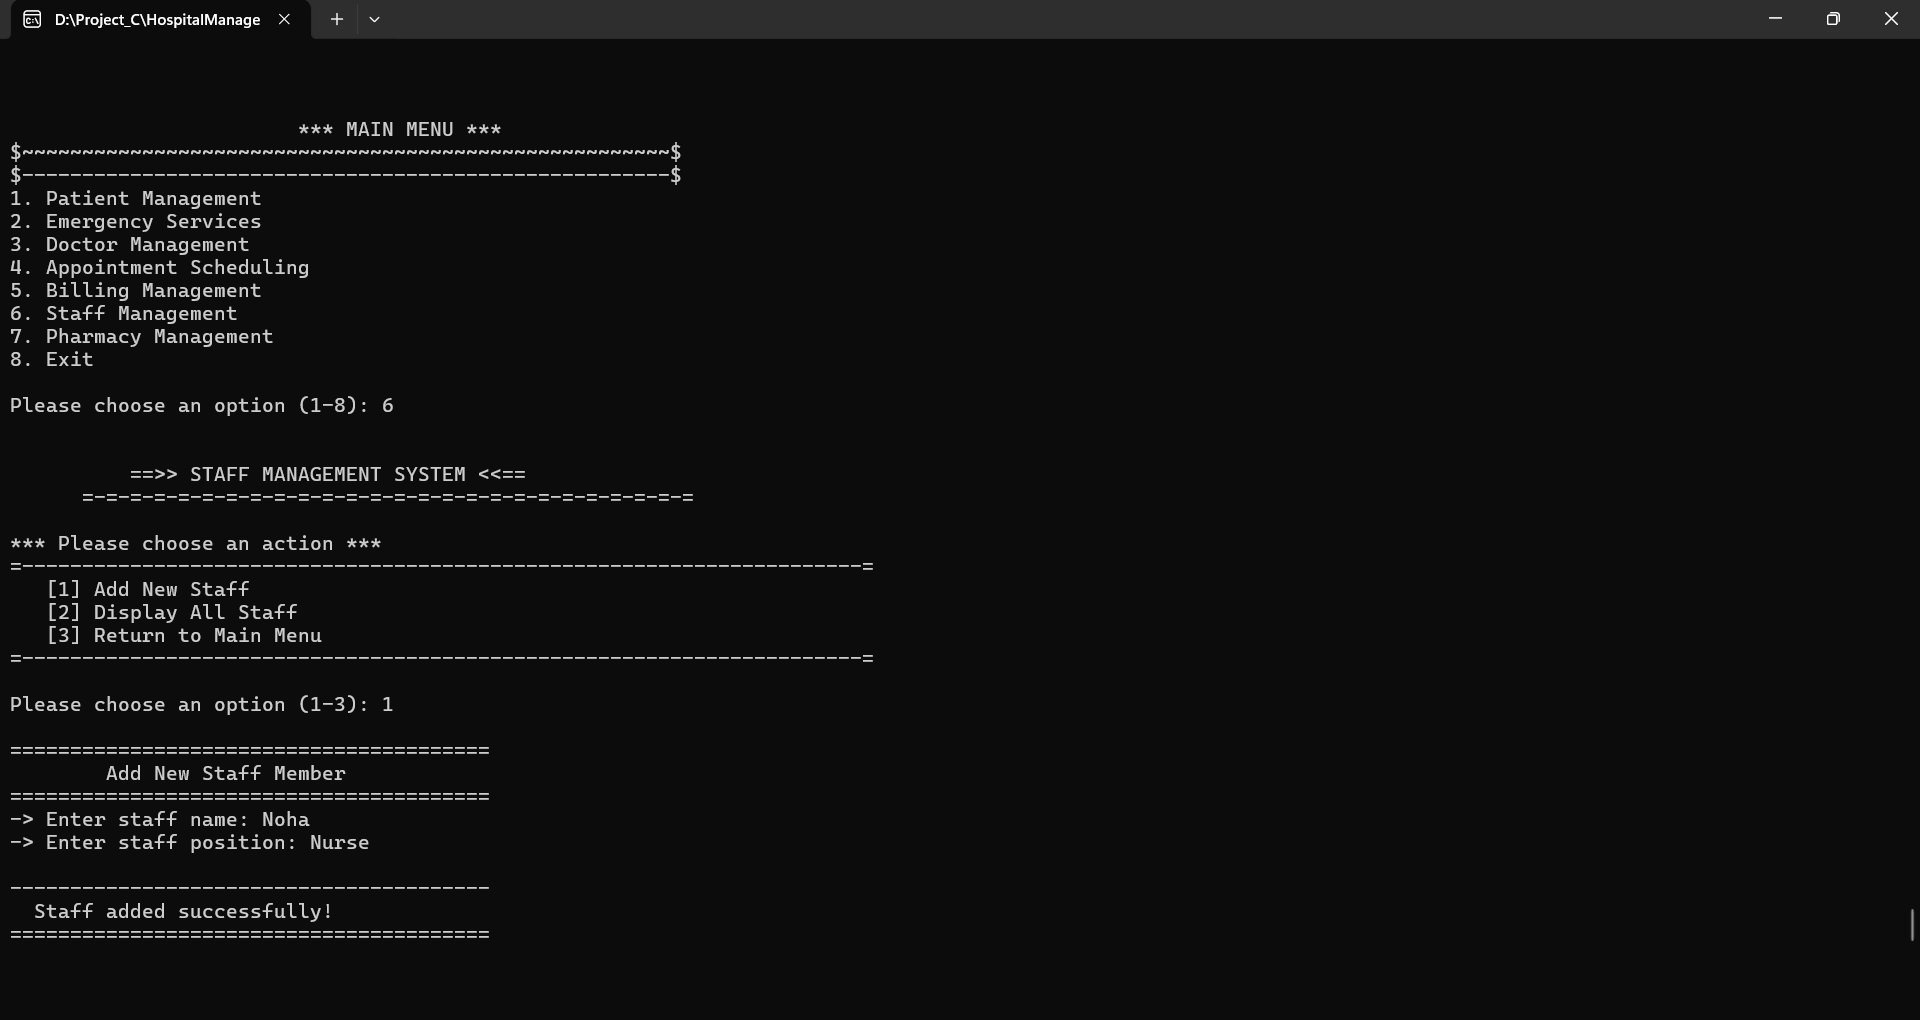 D:\Project_C\HospitalManage
*** MAIN MENU ***
$~~~~~~~~~~~~~~~~~~~~~~~~~~~~~~~~~~~~~~~~~~~~~~~~~~~~~~$
$------------------------------------------------------$
1. Patient Management
2. Emergency Services
3. Doctor Management
4. Appointment Scheduling
5. Billing Management
6. Staff Management
7. Pharmacy Management
8. Exit
Please choose an option (1-8): 6
==>> STAFF MANAGEMENT SYSTEM <<==
=-=-=-=-=-=-=-=-=-=-=-=-=-=-=-=-=-=-=-=-=-=-=-=-=-=
*** Please choose an action ***
=----------------------------------------------------------------------=
[1] Add New Staff
[2] Display All Staff
[3] Return to Main Menu
=----------------------------------------------------------------------=
Please choose an option (1-3): 1
========================================
Add New Staff Member
========================================
-> Enter staff name: Noha
-> Enter staff position: Nurse
----------------------------------------
Staff added successfully!
========================================